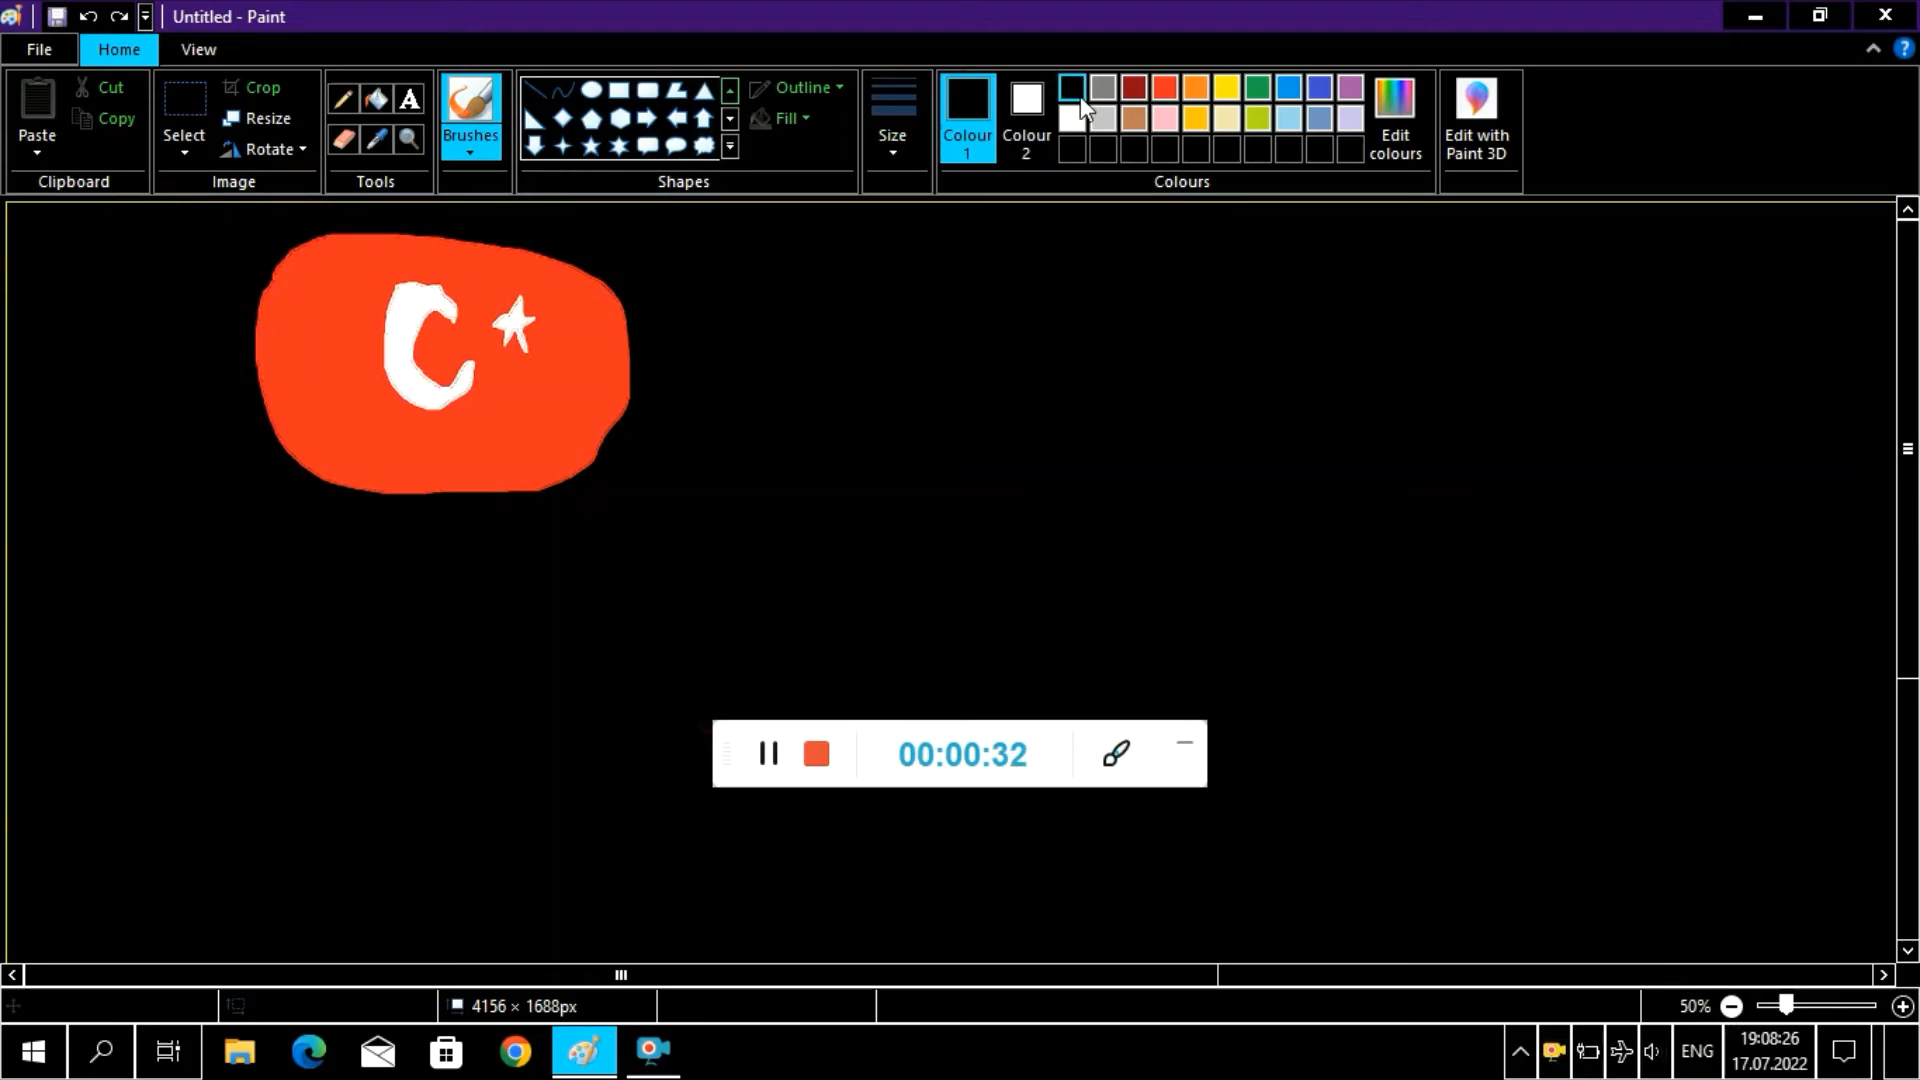 Untitled - Paint
File Home View
Paste Cut Copy Clipboard
Select Crop Resize Rotate Image
A Tools
Brushes
Outline Fill Shapes
Size
Colour 1 Colour 2 Edit colours Colours
Edit with Paint 3D
00:00:32
4156 × 1688px 50%
ENG 19:08:26
17.07.2022